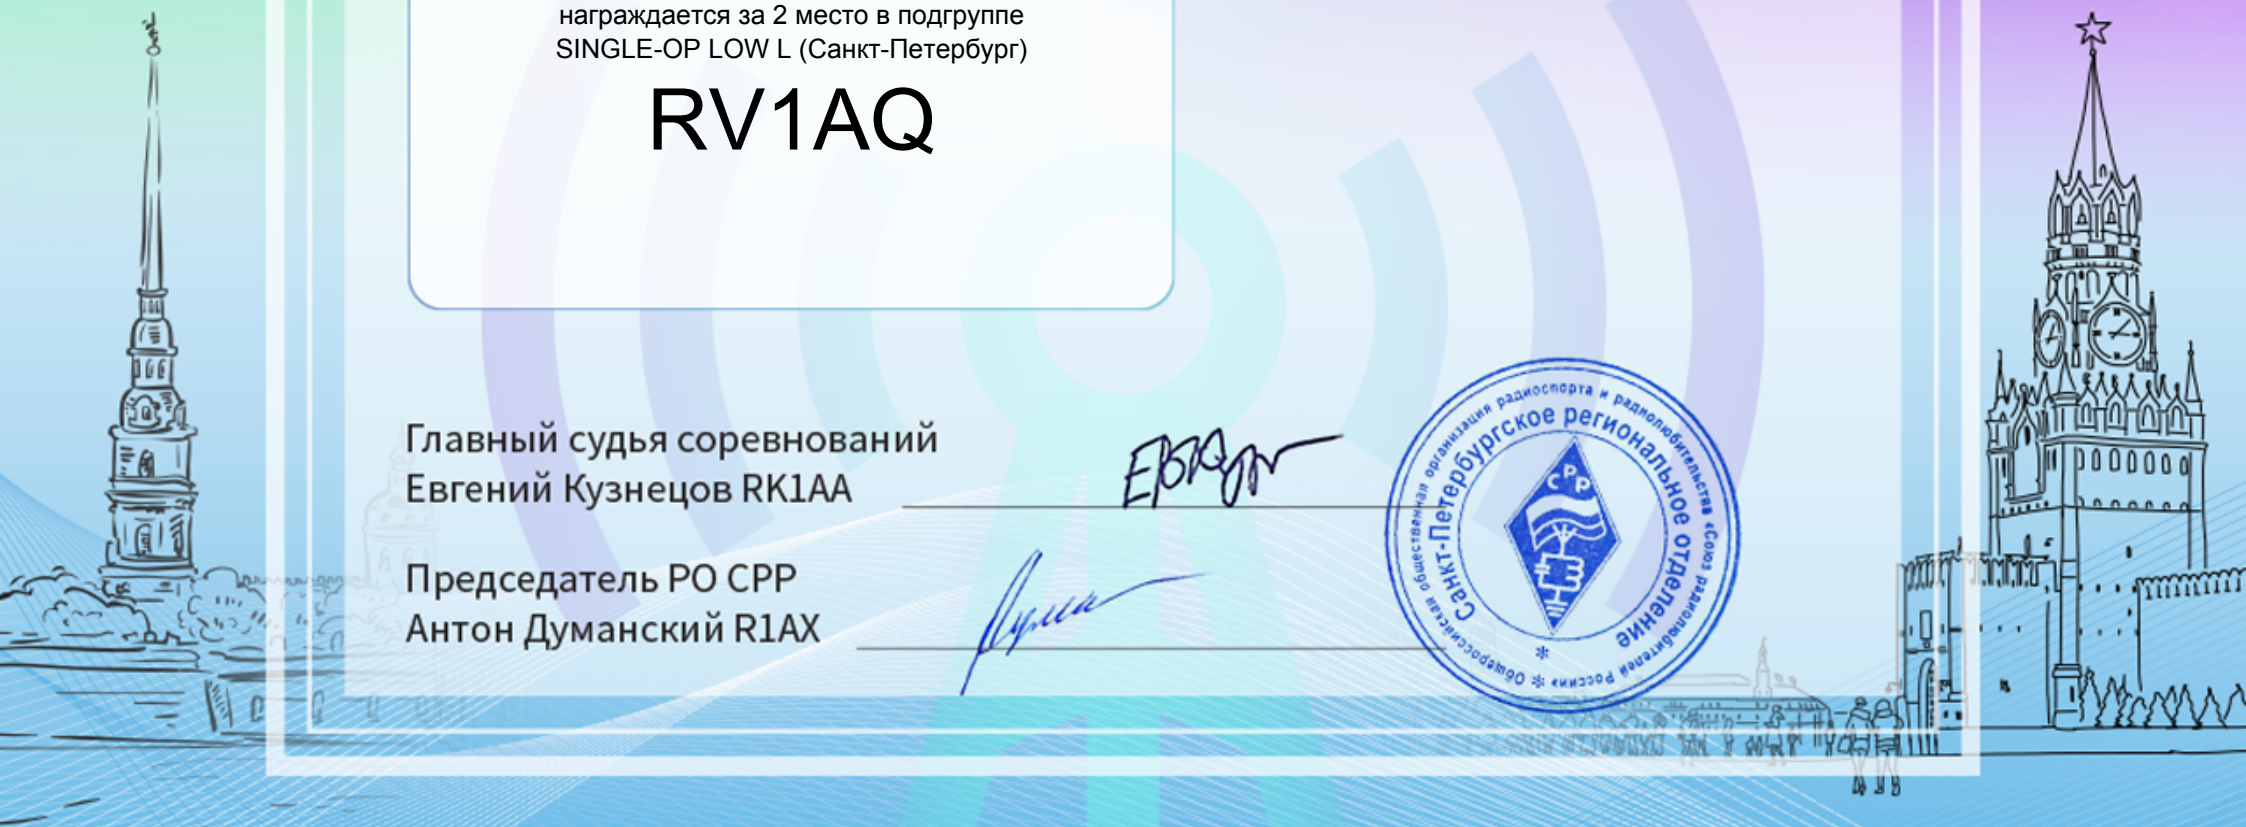 награждается за 2 место в подгруппе
SINGLE-OP LOW L (Санкт-Петербург)
RV1AQ
Главный судья соревнований
Евгений Кузнецов RK1AA
Председатель РО СРР
Антон Думанский R1AX
Общероссийская общественная организация радиоспорта и радиолюбительства «Союз радиолюбителей России»
Санкт-Петербургское региональное отделение
СРР